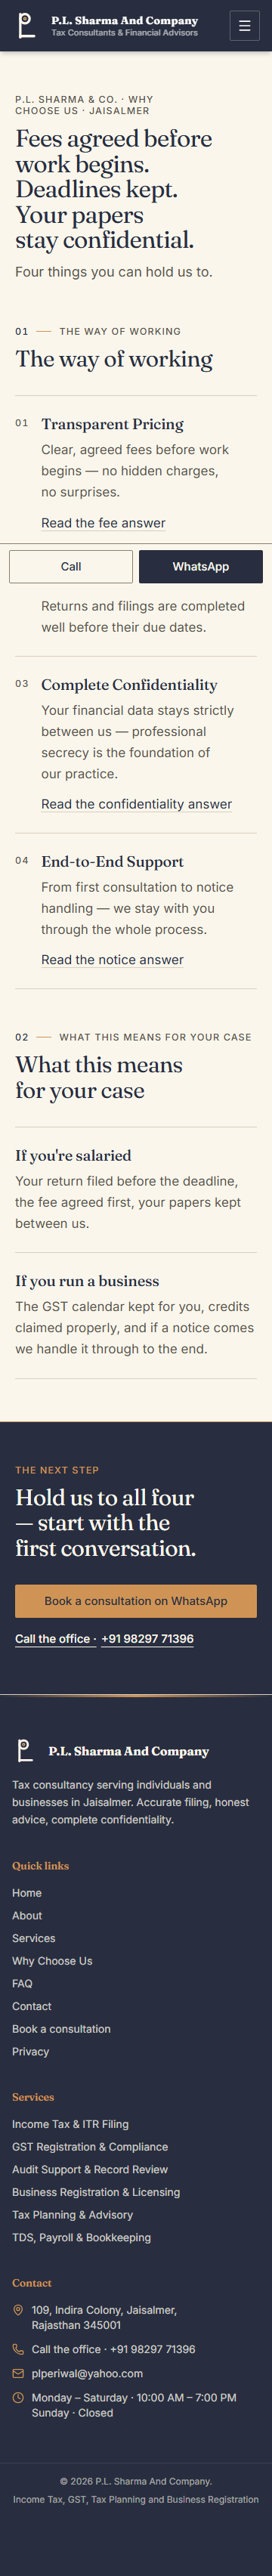 P.L. Sharma And Company
Tax Consultants & Financial Advisors
P.L. SHARMA & CO. · WHY
CHOOSE US · JAISALMER
Fees agreed before
work begins.
Deadlines kept.
Your papers
stay confidential.
Four things you can hold us to.
01 — THE WAY OF WORKING
The way of working
01 Transparent Pricing
Clear, agreed fees before work
begins — no hidden charges,
no surprises.
Read the fee answer
Call WhatsApp
Returns and filings are completed
well before their due dates.
03 Complete Confidentiality
Your financial data stays strictly
between us — professional
secrecy is the foundation of
our practice.
Read the confidentiality answer
04 End-to-End Support
From first consultation to notice
handling — we stay with you
through the whole process.
Read the notice answer
02 — WHAT THIS MEANS FOR YOUR CASE
What this means
for your case
If you're salaried
Your return filed before the deadline,
the fee agreed first, your papers kept
between us.
If you run a business
The GST calendar kept for you, credits
claimed properly, and if a notice comes
we handle it through to the end.
THE NEXT STEP
Hold us to all four
— start with the
first conversation.
Book a consultation on WhatsApp
Call the office · +91 98297 71396
P.L. Sharma And Company
Tax consultancy serving individuals and
businesses in Jaisalmer. Accurate filing, honest
advice, complete confidentiality.
Quick links
Home
About
Services
Why Choose Us
FAQ
Contact
Book a consultation
Privacy
Services
Income Tax & ITR Filing
GST Registration & Compliance
Audit Support & Record Review
Business Registration & Licensing
Tax Planning & Advisory
TDS, Payroll & Bookkeeping
Contact
109, Indira Colony, Jaisalmer,
Rajasthan 345001
Call the office · +91 98297 71396
plperiwal@yahoo.com
Monday – Saturday · 10:00 AM – 7:00 PM
Sunday · Closed
© 2026 P.L. Sharma And Company.
Income Tax, GST, Tax Planning and Business Registration